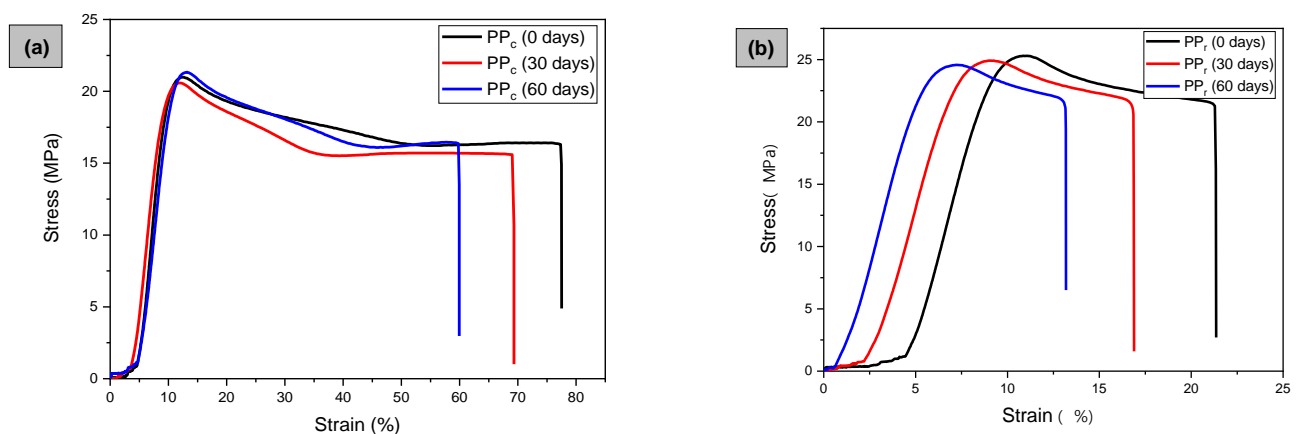 (a)
25
20
15
10
5
0
Stress (MPa)
0 10 20 30 40 50 60 70 80
Strain (%)
PPc (0 days)
PPc (30 days)
PPc (60 days)
(b)
25
20
15
10
5
0
Stress( MPa)
0 5 10 15 20 25
Strain ( %)
PPr (0 days)
PPr (30 days)
PPr (60 days)